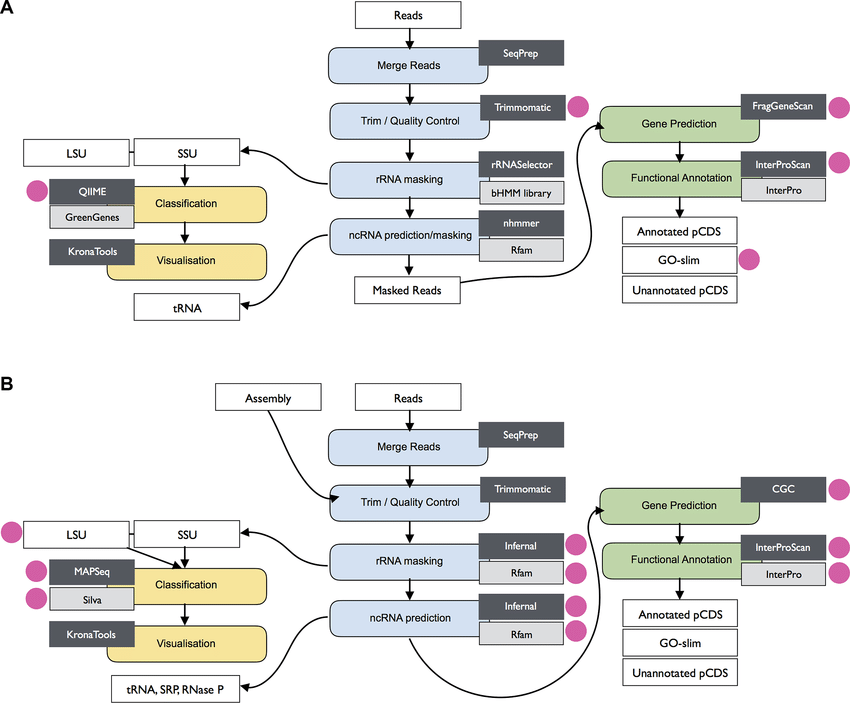 A
Reads
Merge Reads
SeqPrep
Trim / Quality Control
Trimmomatic
rRNA masking
rRNASelector
bHMM library
ncRNA prediction/masking
nhmmer
Rfam
Masked Reads
LSU
SSU
QIIME
GreenGenes
Classification
KronaTools
Visualisation
tRNA
Gene Prediction
FragGeneScan
Functional Annotation
InterProScan
InterPro
Annotated pCDS
GO-slim
Unannotated pCDS
B
Assembly
Reads
Merge Reads
SeqPrep
Trim / Quality Control
Trimmomatic
rRNA masking
Infernal
Rfam
ncRNA prediction
Infernal
Rfam
LSU
SSU
MAPSeq
Silva
Classification
KronaTools
Visualisation
tRNA, SRP, RNase P
Gene Prediction
CGC
Functional Annotation
InterProScan
InterPro
Annotated pCDS
GO-slim
Unannotated pCDS